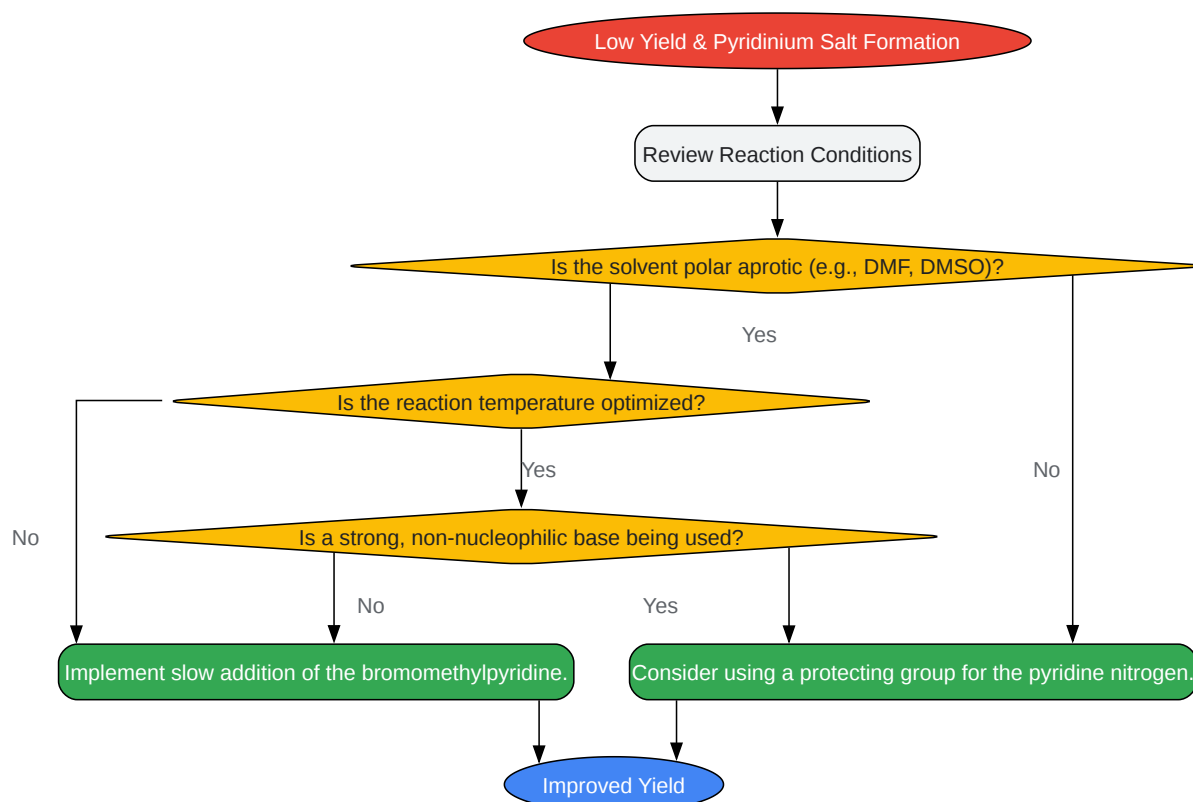 Low Yield & Pyridinium Salt Formation
Review Reaction Conditions
Is the solvent polar aprotic (e.g., DMF, DMSO)?
Yes
Is the reaction temperature optimized?
Yes
No
No
Is a strong, non-nucleophilic base being used?
No
Yes
Implement slow addition of the bromomethylpyridine.
Consider using a protecting group for the pyridine nitrogen.
Improved Yield